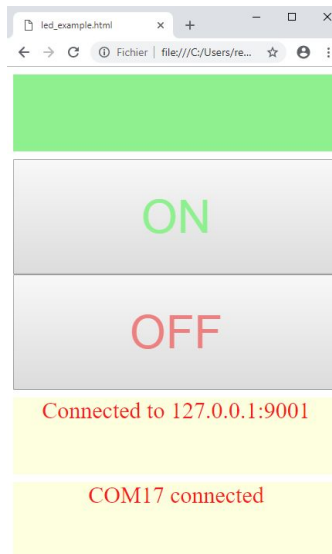 led_example.html
Fichier | file:///C:/Users/re...
ON
OFF
Connected to 127.0.0.1:9001
COM17 connected